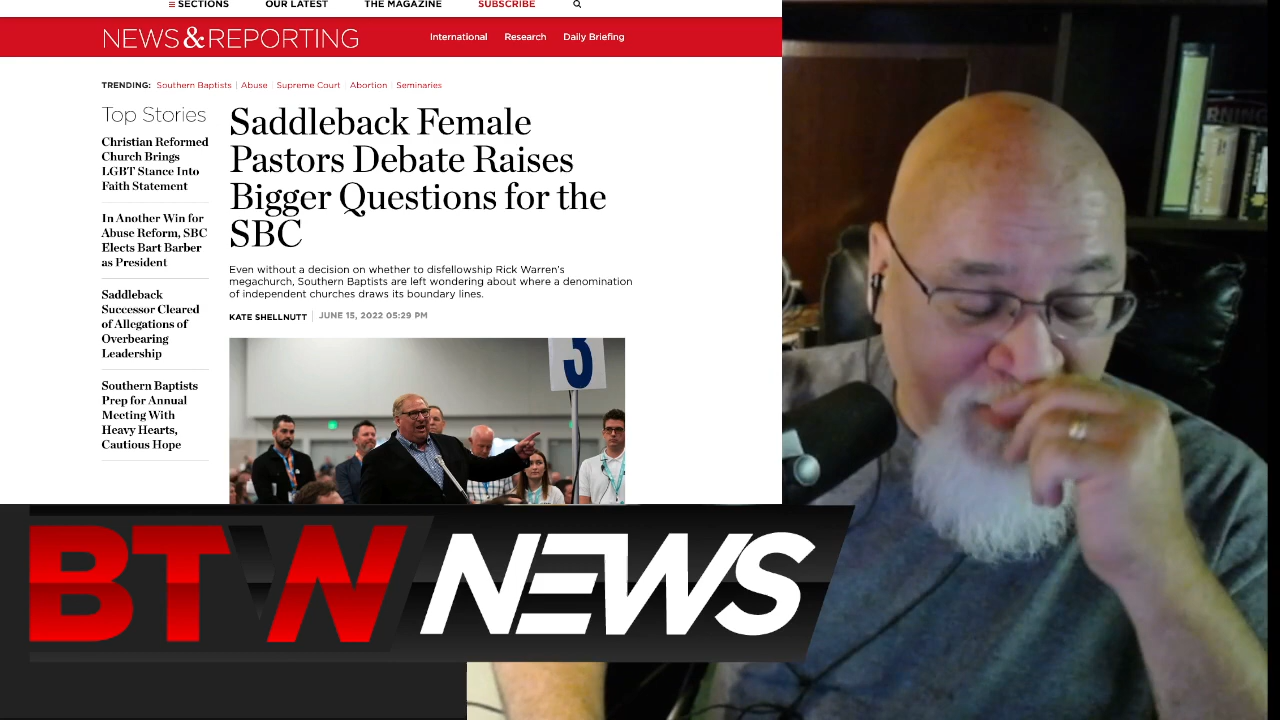 ≡ SECTIONS OUR LATEST THE MAGAZINE SUBSCRIBE
NEWS&REPORTING International Research Daily Briefing
TRENDING: Southern Baptists | Abuse | Supreme Court Abortion Seminaries
Top Stories
Christian Reformed
Church Brings
LGBT Stance Into
Faith Statement
In Another Win for
Abuse Reform, SBC
Elects Bart Barber
as President
Saddleback
Successor Cleared
of Allegations of
Overbearing
Leadership
Southern Baptists
Prep for Annual
Meeting With
Heavy Hearts,
Cautious Hope
Saddleback Female
Pastors Debate Raises
Bigger Questions for the
SBC
Even without a decision on whether to disfellowship Rick Warren's
megachurch, Southern Baptists are left wondering about where a denomination
of independent churches draws its boundary lines.
KATE SHELLNUTT | JUNE 15, 2022 05:29 PM
3
BTW NEWS